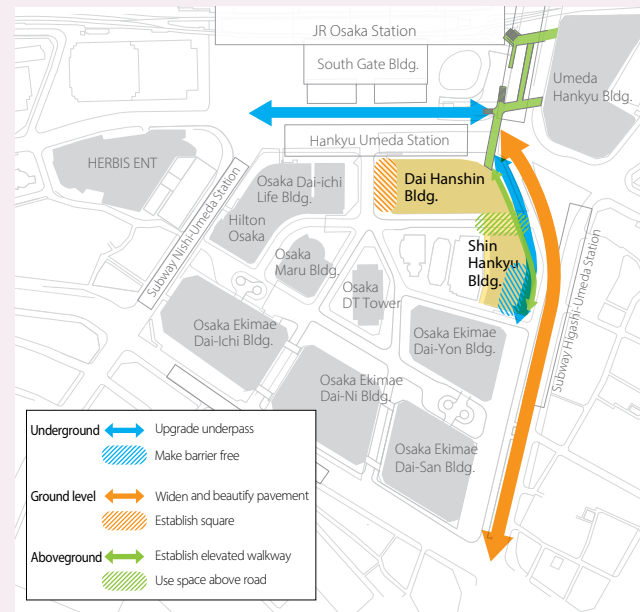 JR Osaka Station
South Gate Bldg.
Umeda
Hankyu Bldg.
Hankyu Umeda Station
HERBIS ENT
Subway Nishi-Umeda Station
Osaka Dai-ichi
Life Bldg.
Hilton
Osaka
Dai Hanshin
Bldg.
Osaka
Maru Bldg.
Shin
Hankyu
Bldg.
Osaka
DT Tower
Subway Higashi-Umeda Station
Osaka Ekimae
Dai-Ichi Bldg.
Osaka Ekimae
Dai-Yon Bldg.
Osaka Ekimae
Dai-Ni Bldg.
Osaka Ekimae
Dai-San Bldg.
Underground Upgrade underpass
Make barrier free
Ground level Widen and beautify pavement
Establish square
Aboveground Establish elevated walkway
Use space above road